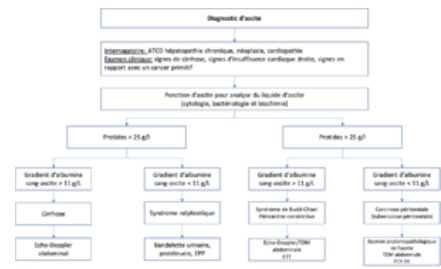 Diagnostic d'ascite
Interrogatoire: ATCD hépatopathie chronique, néoplasie, cardiopathie
Examen clinique: signes de cirrhose, signes d'insuffisance cardiaque droite, signes en
rapport avec un cancer primitif
Ponction d'ascite pour analyse du liquide d'ascite
(cytologie, bactériologie et biochimie)
Protides < 25 g/l
Protides > 25 g/l
Gradient d'albumine
sang-ascite > 11 g/L
Gradient d'albumine
sang-ascite < 11 g/L
Gradient d'albumine
sang-ascite > 11 g/L
Gradient d'albumine
sang-ascite < 11 g/L
Cirrhose
Syndrome néphrotique
Syndrome de Budd-Chiari
Péricardite constrictive
Carcinose péritonéale
(tuberculose péritonéale)
Echo-Doppler
abdominal
Bandelette urinaire,
protéinurie, EPP
Echo-Doppler/TDM
abdominale
ETT
Examen anatomopathologique
de l'ascite
TDM abdominale